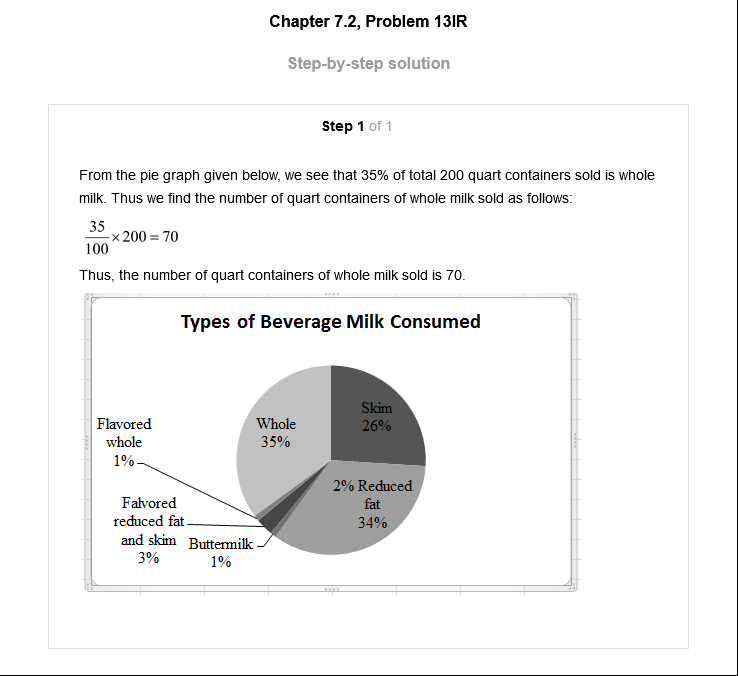 Chapter 7.2, Problem 13IR
Step-by-step solution
Step 1 of 1
From the pie graph given below, we see that 35% of total 200 quart containers sold is whole
milk. Thus we find the number of quart containers of whole milk sold as follows:
35
100
× 200 = 70
Thus, the number of quart containers of whole milk sold is 70.
Types of Beverage Milk Consumed
Skim
26%
Whole
35%
Flavored
whole
1%
2% Reduced
fat
34%
Falvored
reduced fat
and skim
3%
Buttermilk
1%